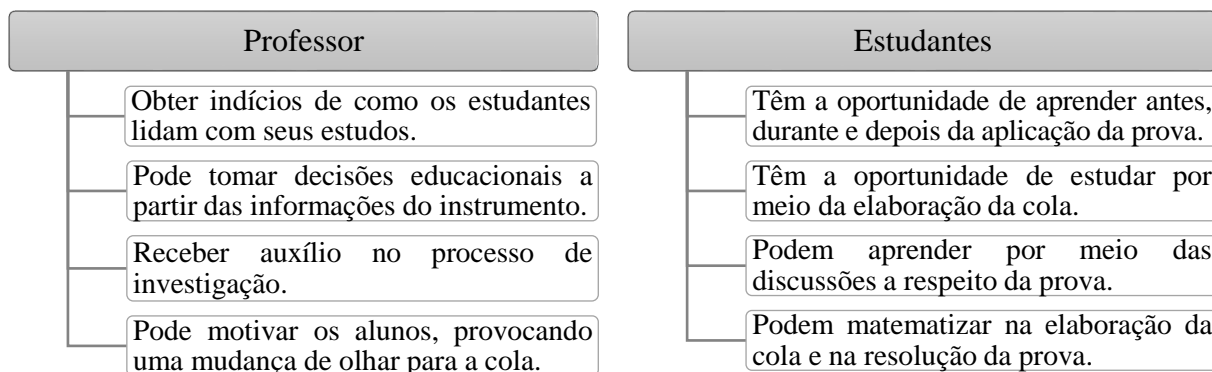 Professor
Obter indícios de como os estudantes
lidam com seus estudos.
Pode tomar decisões educacionais a
partir das informações do instrumento.
Receber auxílio no processo de
investigação.
Pode motivar os alunos, provocando
uma mudança de olhar para a cola.
Estudantes
Têm a oportunidade de aprender antes,
durante e depois da aplicação da prova.
Têm a oportunidade de estudar por
meio da elaboração da cola.
Podem aprender por meio das
discussões a respeito da prova.
Podem matematizar na elaboração da
cola e na resolução da prova.